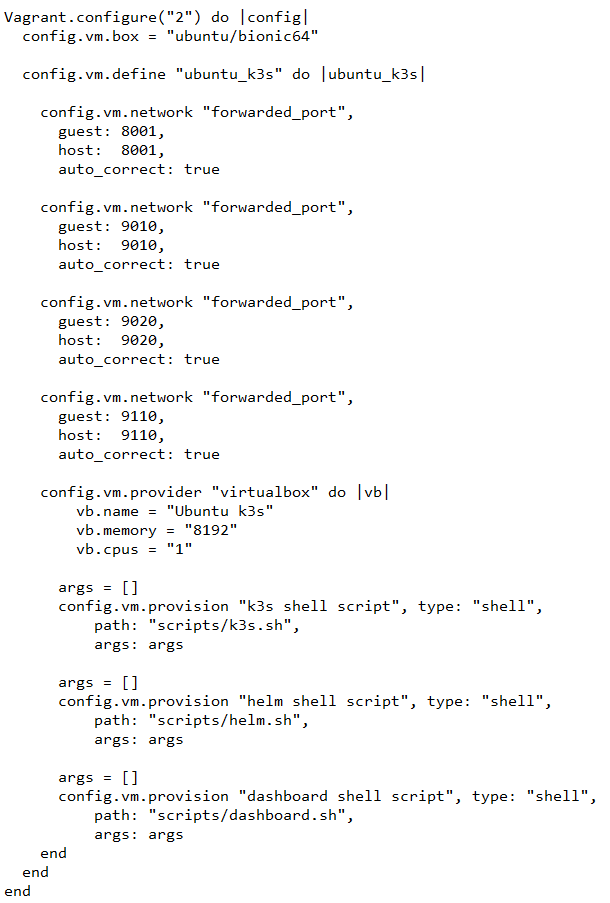 Vagrant.configure("2") do |config|
  config.vm.box = "ubuntu/bionic64"

  config.vm.define "ubuntu_k3s" do |ubuntu_k3s|

    config.vm.network "forwarded_port",
      guest: 8001,
      host:  8001,
      auto_correct: true

    config.vm.network "forwarded_port",
      guest: 9010,
      host:  9010,
      auto_correct: true

    config.vm.network "forwarded_port",
      guest: 9020,
      host:  9020,
      auto_correct: true

    config.vm.network "forwarded_port",
      guest: 9110,
      host:  9110,
      auto_correct: true

    config.vm.provider "virtualbox" do |vb|
        vb.name = "Ubuntu k3s"
        vb.memory = "8192"
        vb.cpus = "1"

      args = []
      config.vm.provision "k3s shell script", type: "shell",
          path: "scripts/k3s.sh",
          args: args

      args = []
      config.vm.provision "helm shell script", type: "shell",
          path: "scripts/helm.sh",
          args: args

      args = []
      config.vm.provision "dashboard shell script", type: "shell",
          path: "scripts/dashboard.sh",
          args: args
    end
  end
end